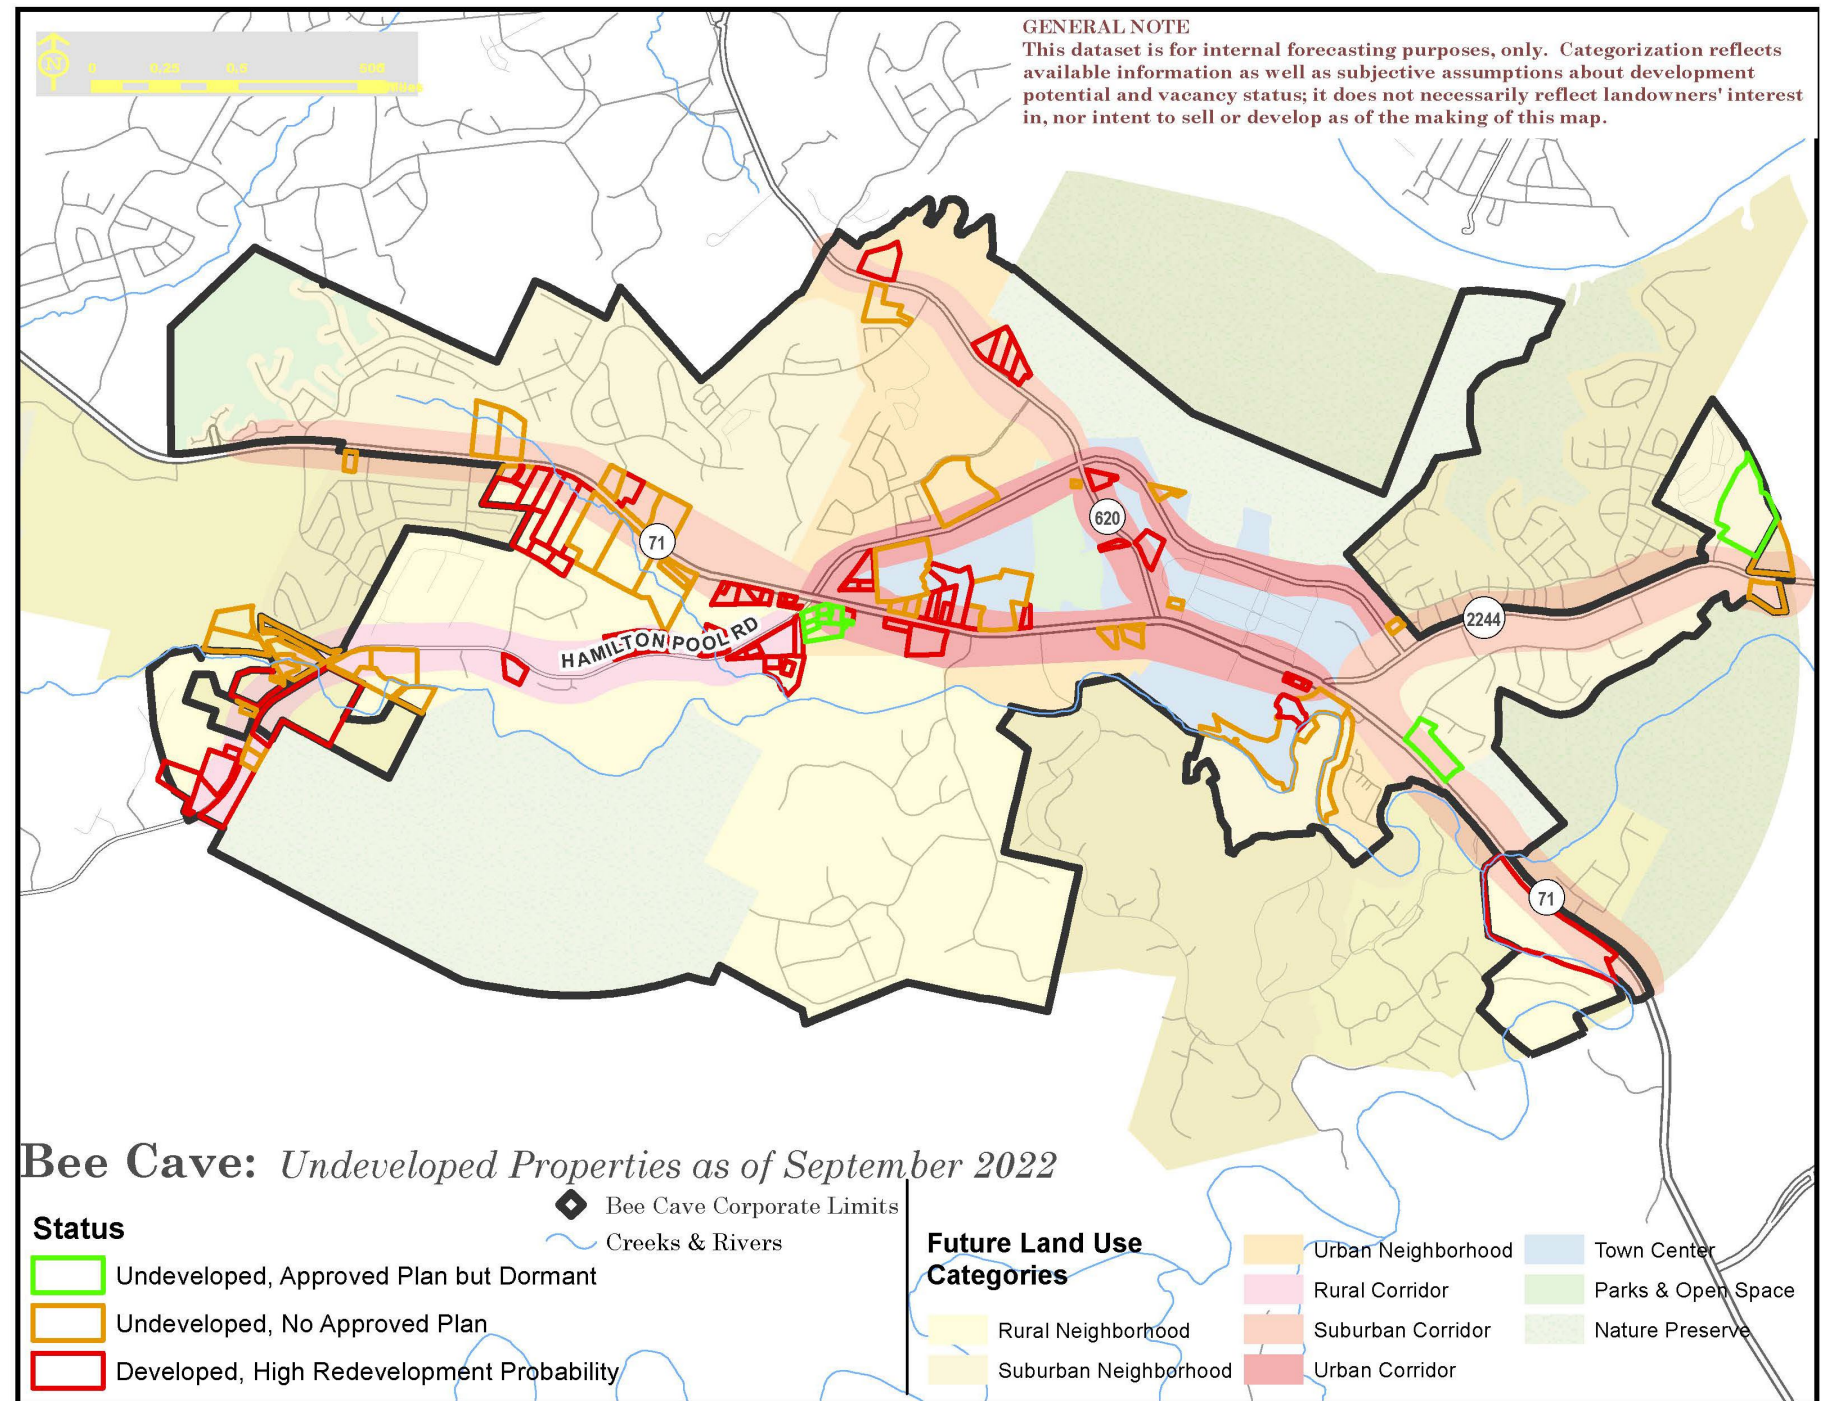 GENERAL NOTE
This dataset is for internal forecasting purposes, only. Categorization reflects
available information as well as subjective assumptions about development
potential and vacancy status; it does not necessarily reflect landowners' interest
in, nor intent to sell or develop as of the making of this map.
N
0 0.25 0.5 500
Miles
620
71
2244
HAMILTON POOL RD
71
Bee Cave: Undeveloped Properties as of September 2022
Bee Cave Corporate Limits
Creeks & Rivers
Status
Undeveloped, Approved Plan but Dormant
Undeveloped, No Approved Plan
Developed, High Redevelopment Probability
Future Land Use
Categories
Rural Neighborhood
Suburban Neighborhood
Urban Neighborhood
Rural Corridor
Suburban Corridor
Urban Corridor
Town Center
Parks & Open Space
Nature Preserve